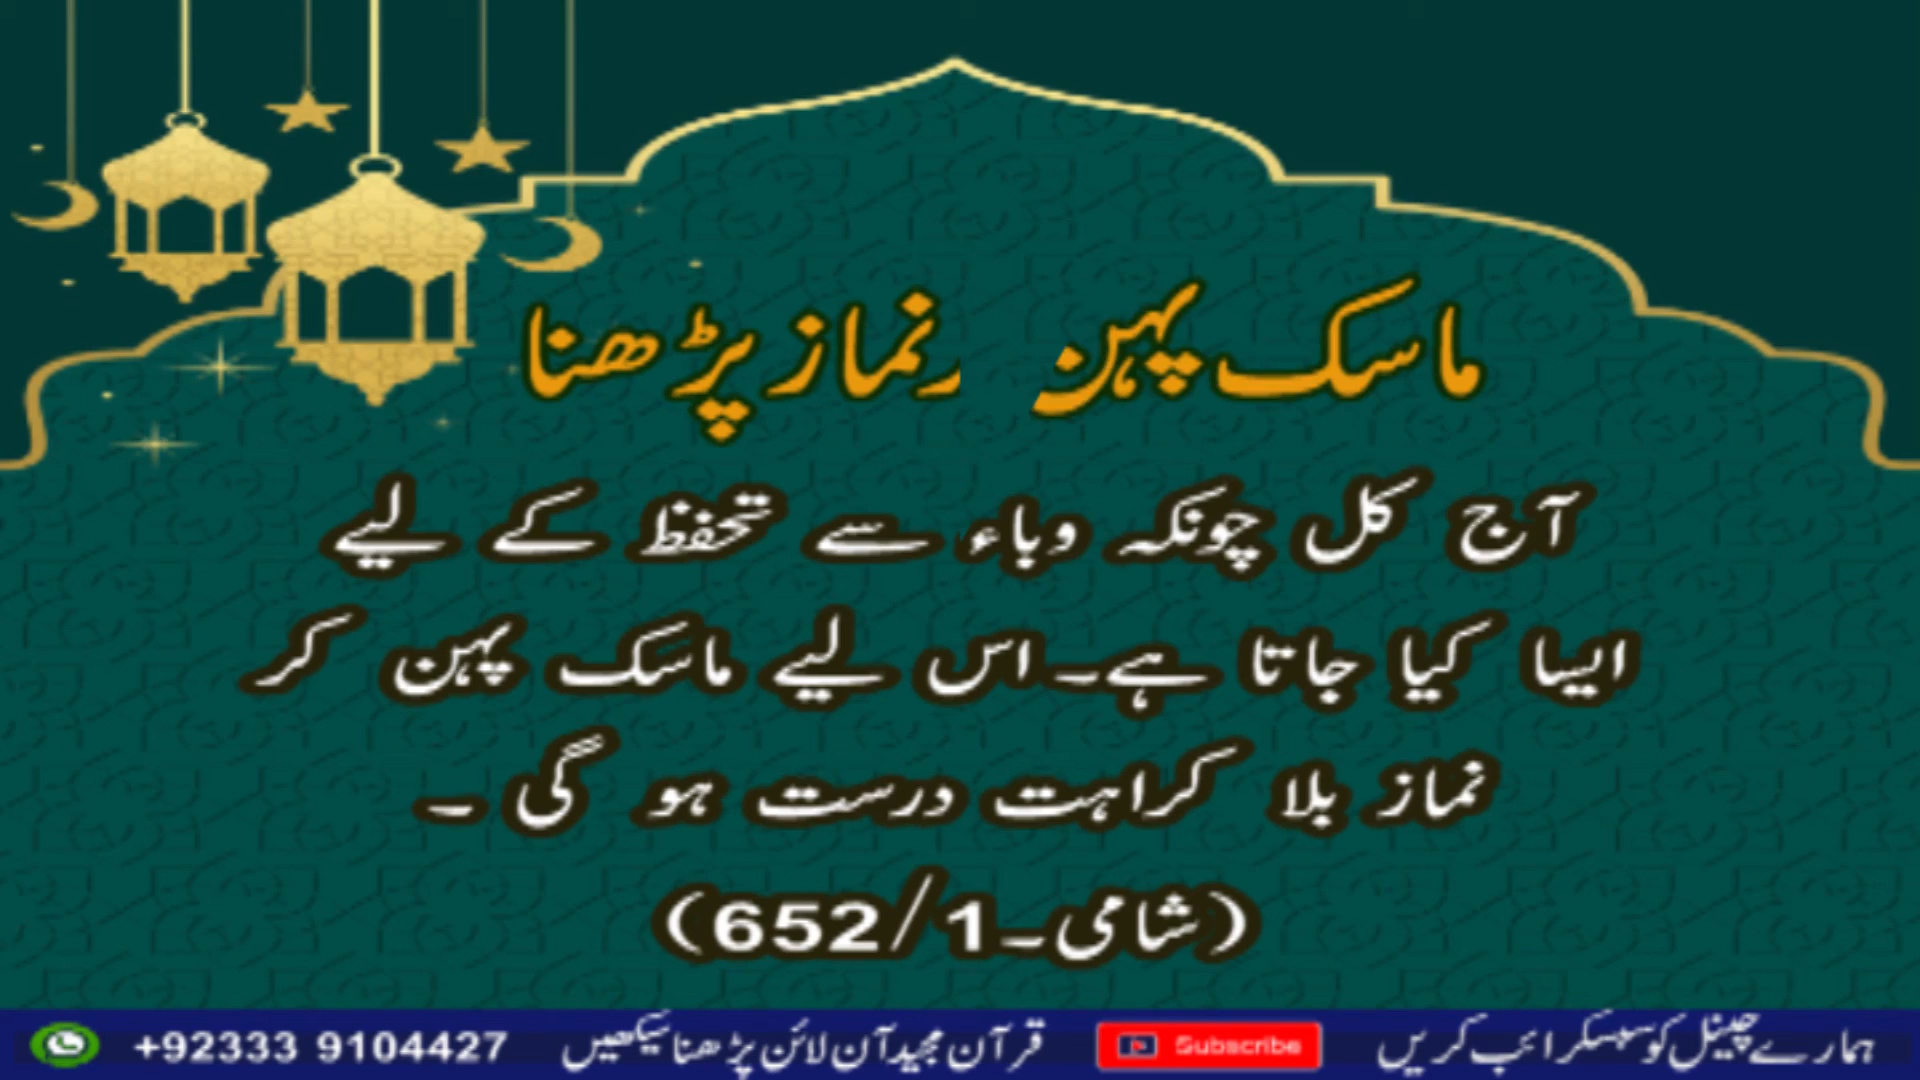 ماسک پہن ر نماز پڑھنا
آج کل چونکہ وباء سے تحفظ کے لیے
ایسا کیا جاتا ہے۔ اس لیے ماسک پہن کر
نماز بلا کراہت درست ہو گی ۔
(شامی۔1/652)
ہمارے چینل کو سبسکرائب کریں Subscribe قرآن مجید آن لائن پڑھنا سیکھیں +92333 9104427